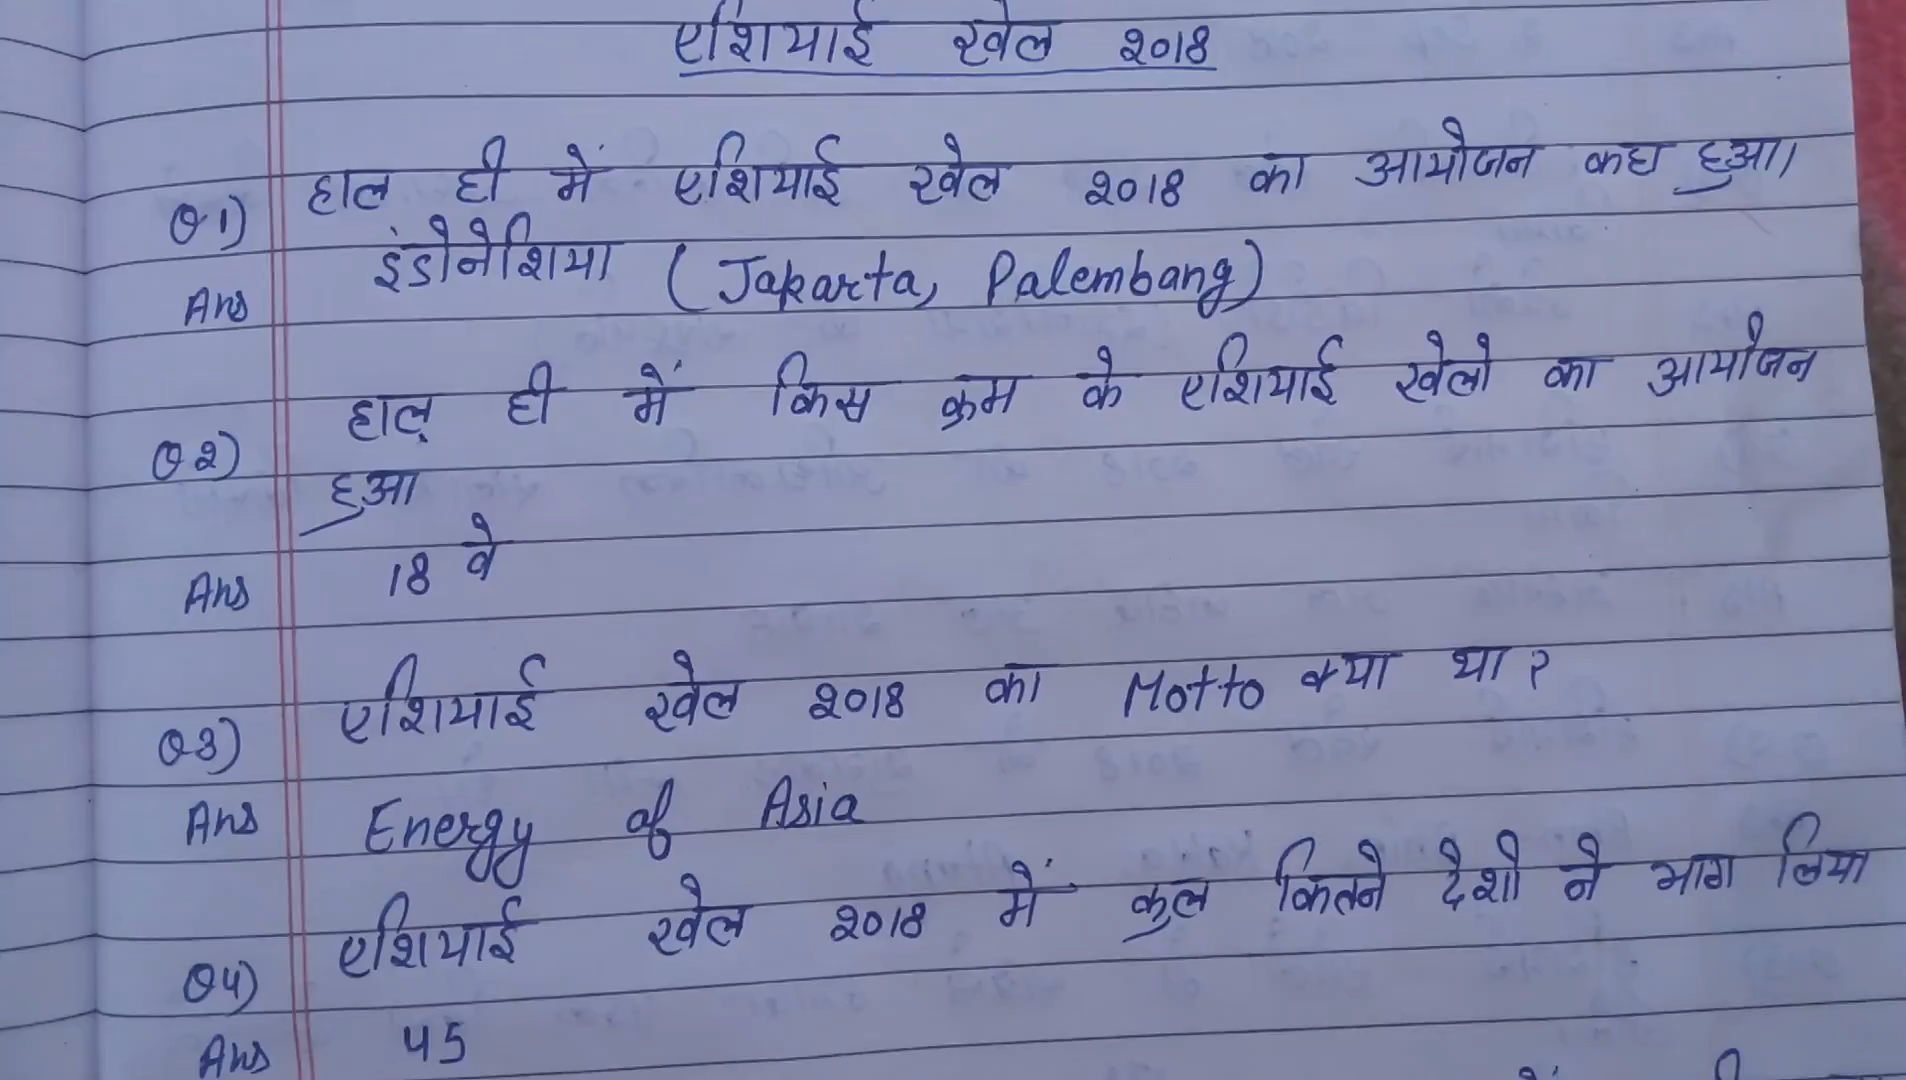 एशियाई खेल 2018
Q1) हाल ही में एशियाई खेल 2018 का आयोजन कहा हुआ।
Ans इंडोनेशिया (Jakarta, Palembang)
Q2) हाल ही में किस क्रम के एशियाई खेलो का आयोजन
हुआ
Ans 18 वे
Q3) एशियाई खेल 2018 का Motto क्या था?
Ans Energy of Asia
Q4) एशियाई खेल 2018 में कुल कितने देशो ने भाग लिया
Ans 45